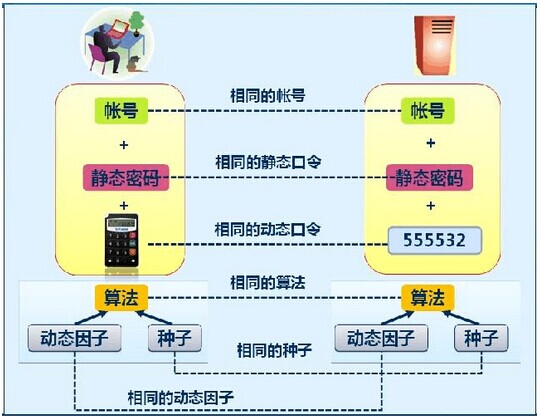 帐号
相同的帐号
帐号
+
+
静态密码
相同的静态口令
静态密码
+
+
相同的动态口令
555532
相同的算法
算法
算法
动态因子
种子
相同的种子
动态因子
种子
相同的动态因子